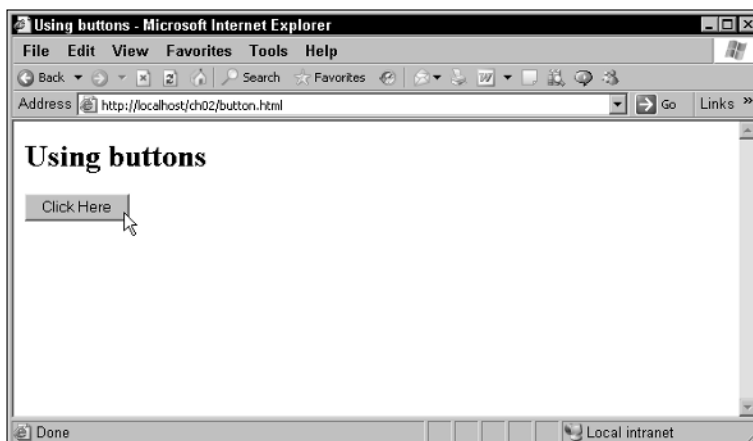 Using buttons - Microsoft Internet Explorer
File Edit View Favorites Tools Help
Back Search Favorites
Address http://localhost/ch02/button.html Go Links »
Using buttons
Click Here
Done Local intranet